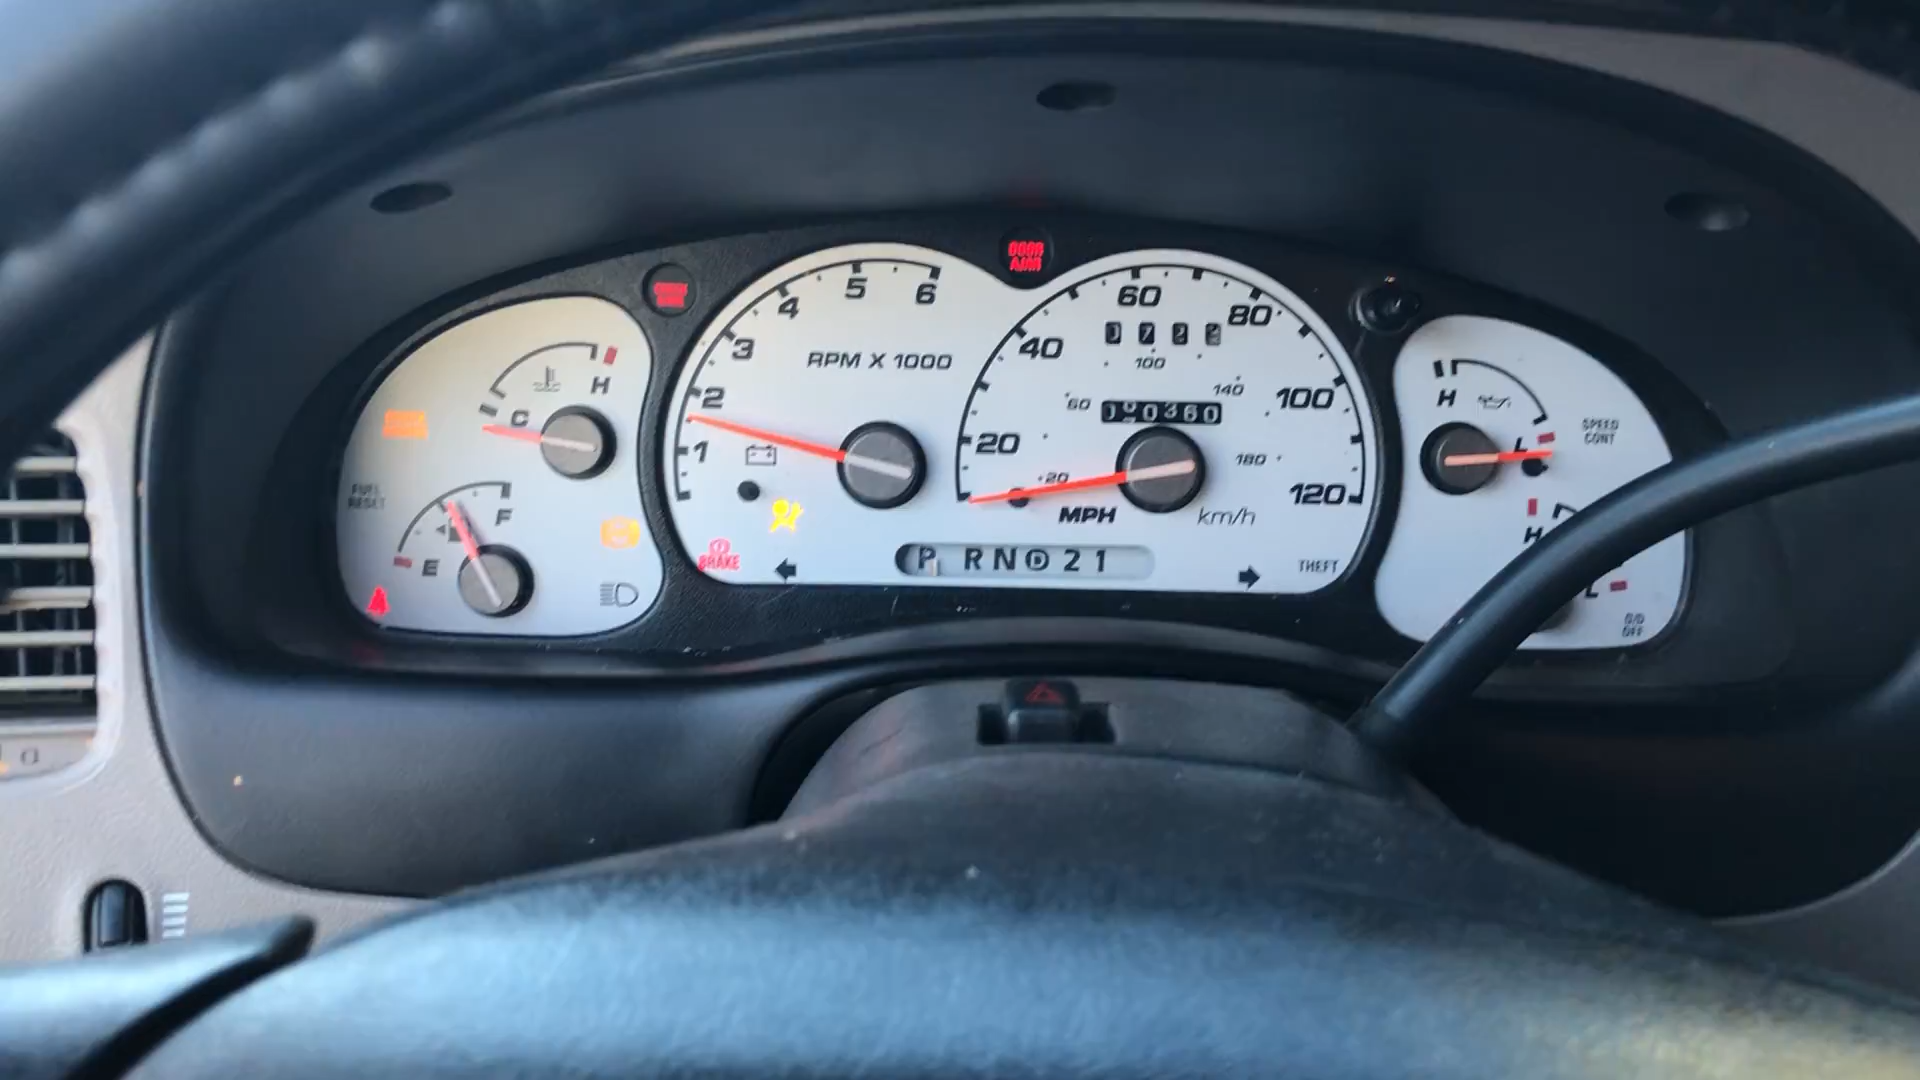 DOOR
AJAR
4 5 6
3
2
1
RPM X 1000
60
40
80
20
100
120
100
140
60
180
20
MPH
km/h
H
C
F
E
FUEL
RESET
BRAKE
P R N D 2 1
THEFT
H
L
SPEED
CONT
H
L
O/D
OFF